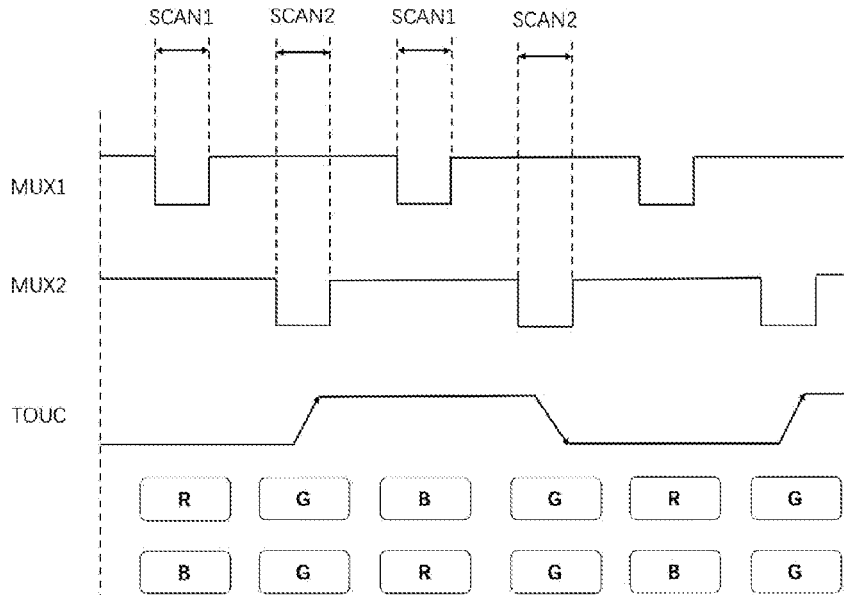 SCAN1 SCAN2 SCAN1 SCAN2
MUX1
MUX2
TOUC
R G B G R G
B G R G B G